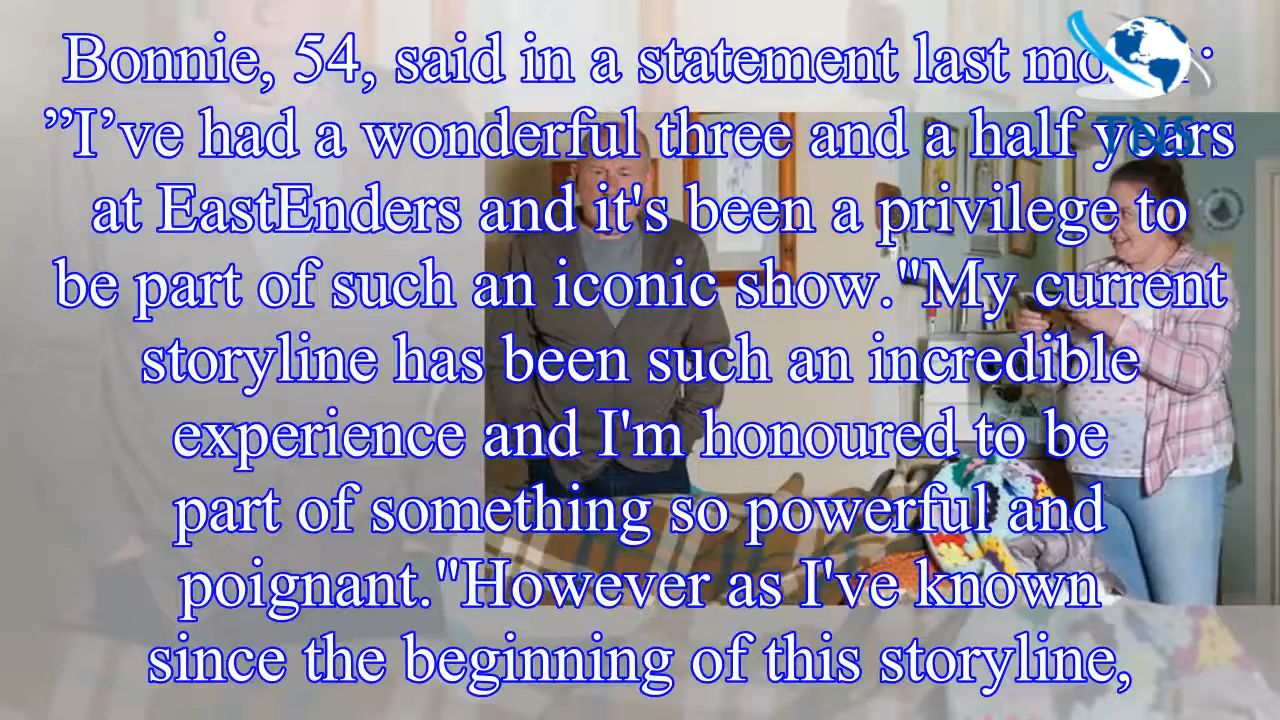 Bonnie, 54, said in a statement last
”I’ve had a wonderful three and a half years
at EastEnders and it's been a privilege to
be part of such an iconic show."My current
storyline has been such an incredible
experience and I'm honoured to be
part of something so powerful and
poignant."However as I've known
since the beginning of this storyline,
TNS